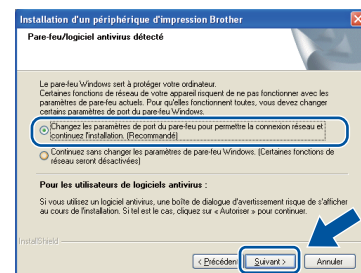 Installation d'un périphérique d'impression Brother
Pare-feu/logiciel antivirus détecté
Le pare-feu Windows sert à protéger votre ordinateur.
Certaines fonctions de réseau de votre appareil risquent de ne pas fonctionner avec les
paramètres de pare-feu actuels. Pour qu'elles fonctionnent toutes, vous devez changer
certains paramètres de port du pare-feu Windows.
Changez les paramètres de port du pare-feu pour permettre la connexion réseau et
continuez l'installation. (Recommandé)
Continuez sans changer les paramètres de pare-feu Windows. (Certaines fonctions de
réseau seront désactivées)
Pour les utilisateurs de logiciels antivirus :
Si vous utilisez un logiciel antivirus, une boîte de dialogue d'avertissement risque de s'afficher
au cours de l'installation. Si tel est le cas, cliquez sur « Autoriser » pour continuer.
InstallShield
< Précédent
Suivant >
Annuler